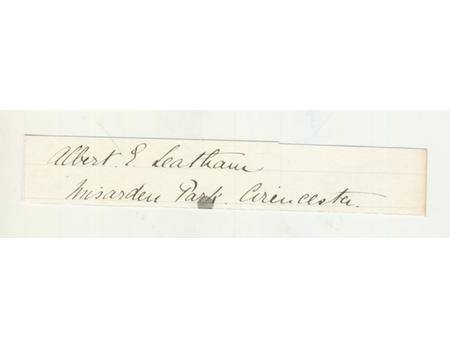 Albert. E. Leatham
Misarden Park. Cirencester.